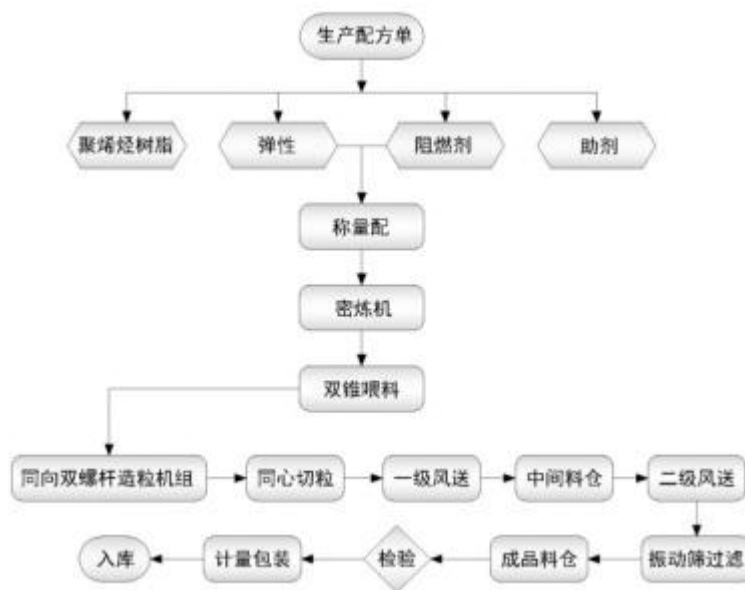 生产配方单
聚烯烃树脂
弹性
阻燃剂
助剂
称量配
密炼机
双锥喂料
同向双螺杆造粒机组
同心切粒
一级风送
中间料仓
二级风送
入库
计量包装
检验
成品料仓
振动筛过滤